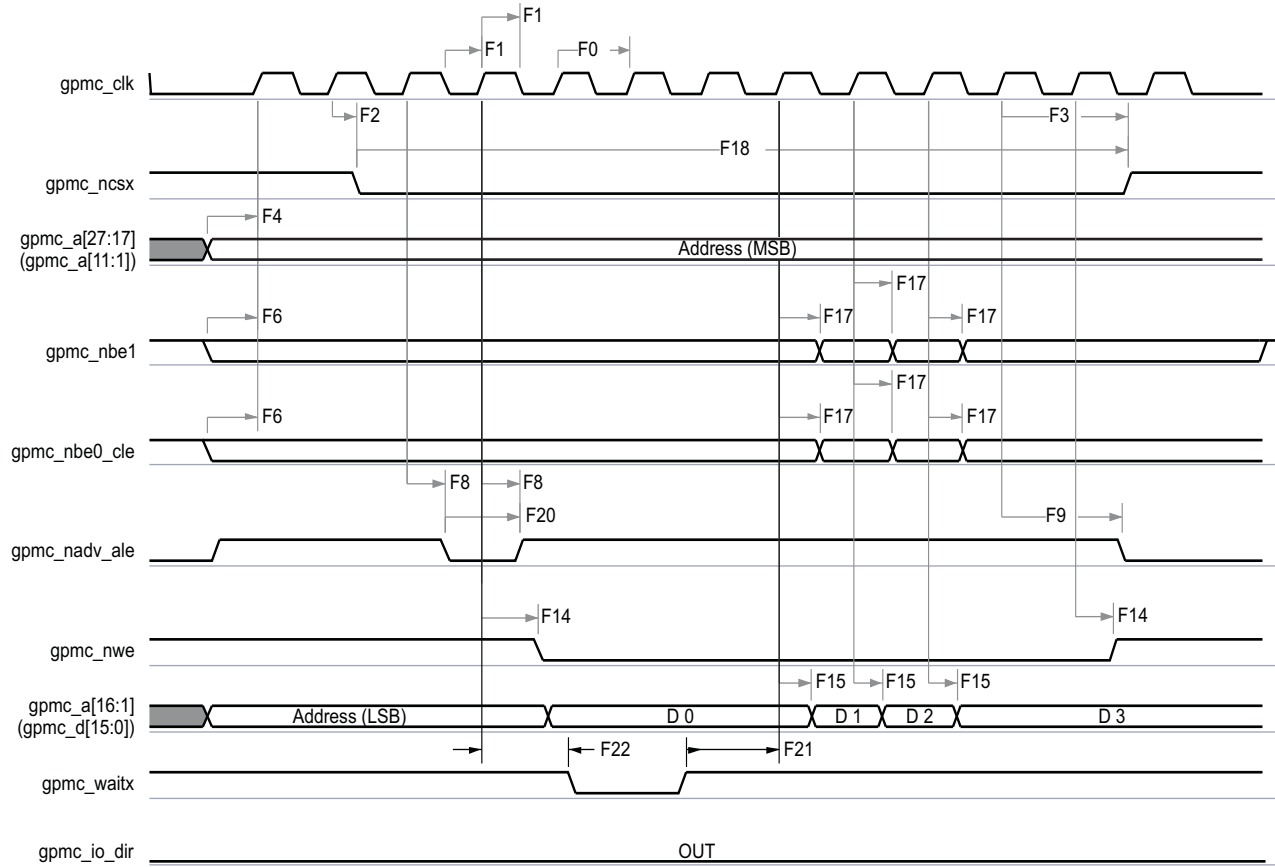 F1
F1 F0
gpmc_clk
F2 F3
F18
gpmc_ncsx
F4
gpmc_a[27:17]
(gpmc_a[11:1])
Address (MSB)
F17
F6 F17 F17
gpmc_nbe1
F17
F6 F17 F17
gpmc_nbe0_cle
F8 F8
F20 F9
gpmc_nadv_ale
F14 F14
gpmc_nwe
F15 F15 F15
gpmc_a[16:1]
(gpmc_d[15:0])
Address (LSB) D 0 D 1 D 2 D 3
F22 F21
gpmc_waitx
gpmc_io_dir OUT